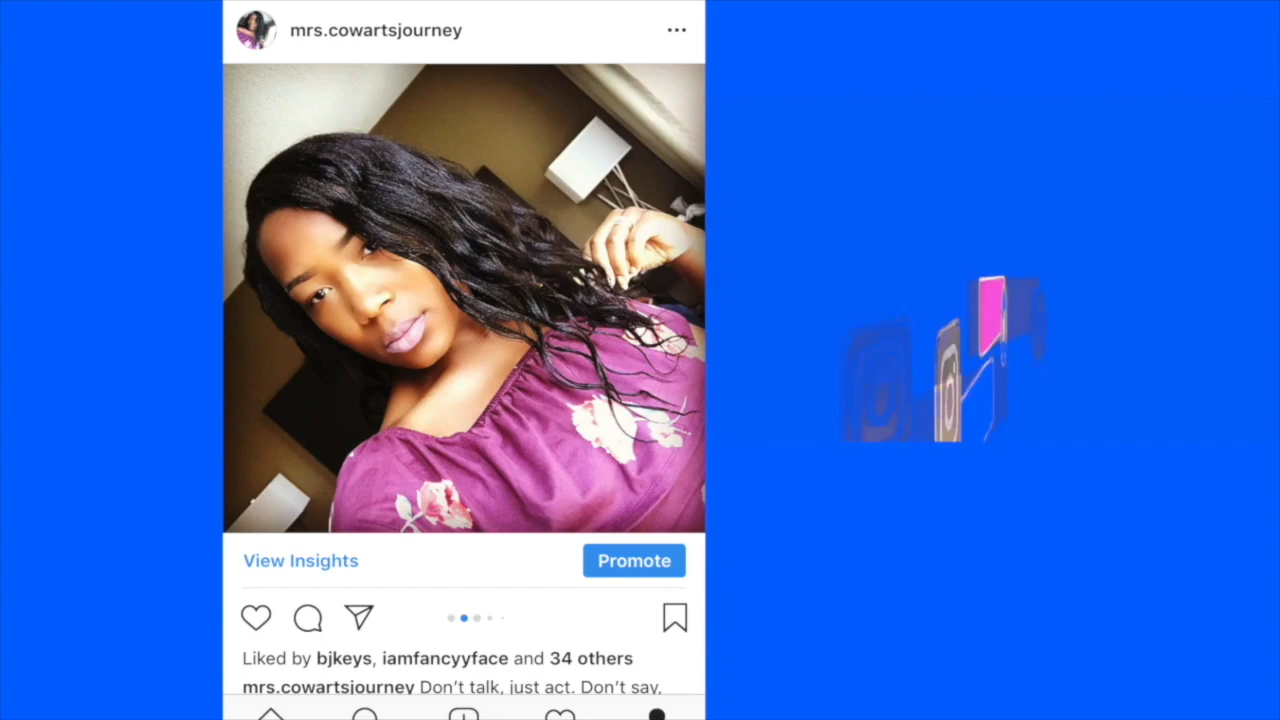 mrs.cowartsjourney
View Insights
Promote
Liked by bjkeys, iamfancyyface and 34 others
mrs.cowartsjourney Don't talk, just act. Don't say,